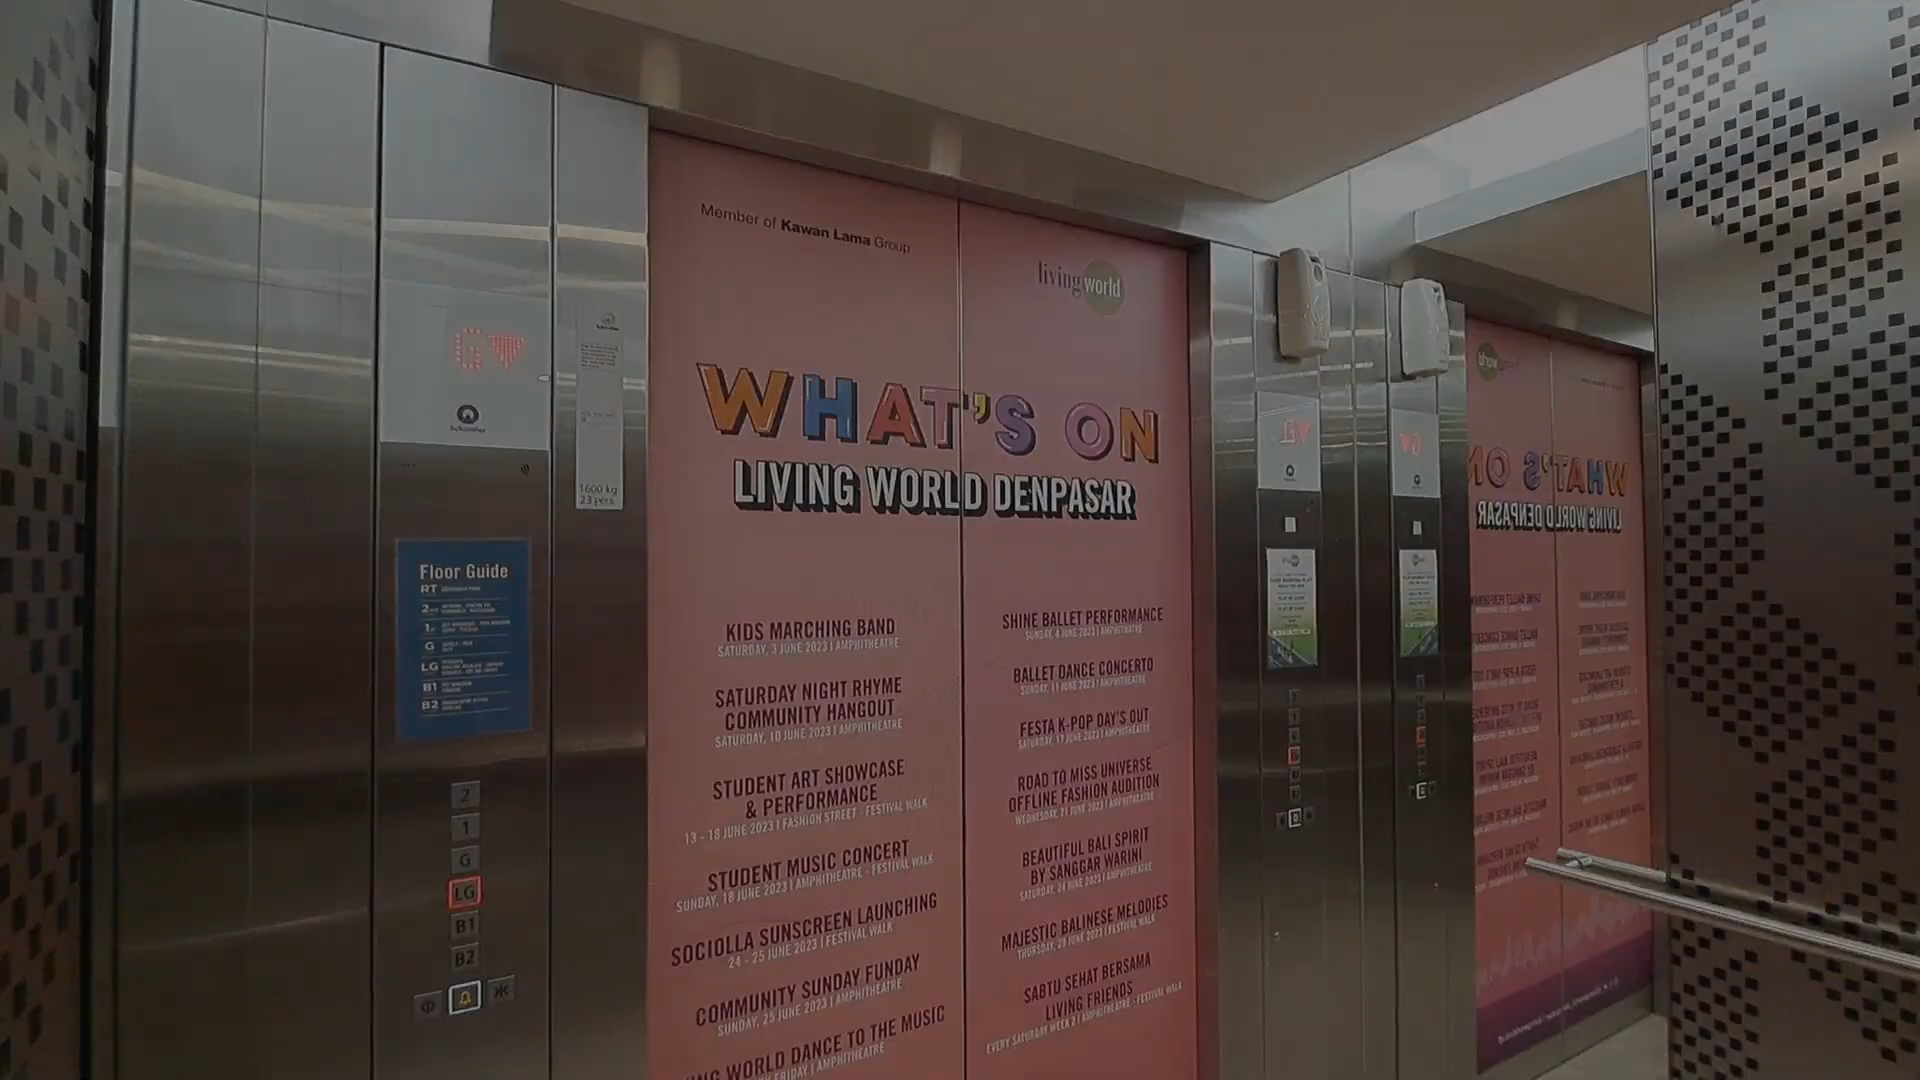 G
Schindler
1600 kg
23 pers.
Floor Guide
RT
2
1
G
LG
B1
B2
2
1
G
LG
B1
B2
Member of Kawan Lama Group
living world
WHAT'S ON
LIVING WORLD DENPASAR
KIDS MARCHING BAND
SATURDAY, 3 JUNE 2023 | AMPHITHEATRE
SATURDAY NIGHT RHYME
COMMUNITY HANGOUT
SATURDAY, 10 JUNE 2023 | AMPHITHEATRE
STUDENT ART SHOWCASE
& PERFORMANCE
13 - 18 JUNE 2023 | FASHION STREET - FESTIVAL WALK
STUDENT MUSIC CONCERT
SUNDAY, 18 JUNE 2023 | AMPHITHEATRE - FESTIVAL WALK
SOCIOLLA SUNSCREEN LAUNCHING
24 - 25 JUNE 2023 | FESTIVAL WALK
COMMUNITY SUNDAY FUNDAY
SUNDAY, 25 JUNE 2023 | AMPHITHEATRE
WORLD DANCE TO THE MUSIC
FRIDAY | AMPHITHEATRE
SHINE BALLET PERFORMANCE
SUNDAY, 4 JUNE 2023 | AMPHITHEATRE
BALLET DANCE CONCERTO
SUNDAY, 11 JUNE 2023 | AMPHITHEATRE
FESTA K-POP DAY'S OUT
SATURDAY, 17 JUNE 2023 | AMPHITHEATRE
ROAD TO MISS UNIVERSE
OFFLINE FASHION AUDITION
WEDNESDAY, 21 JUNE 2023 | AMPHITHEATRE
BEAUTIFUL BALI SPIRIT
BY SANGGAR WARINI
SATURDAY, 24 JUNE 2023 | AMPHITHEATRE
MAJESTIC BALINESE MELODIES
THURSDAY, 29 JUNE 2023 | FESTIVAL WALK
SABTU SEHAT BERSAMA
LIVING FRIENDS
EVERY SATURDAY WEEK 2 | AMPHITHEATRE - FESTIVAL WALK